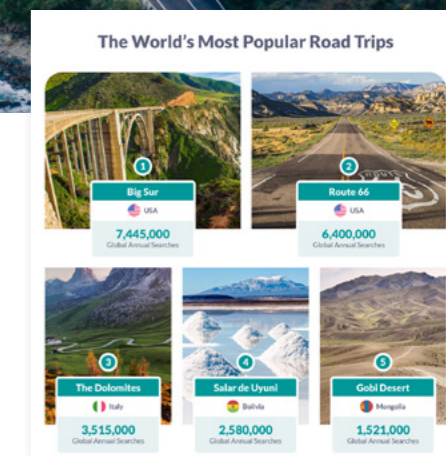 The World's Most Popular Road Trips
1
Big Sur
USA
7,445,000
Global Annual Searches
2
Route 66
USA
6,400,000
Global Annual Searches
3
The Dolomites
Italy
3,515,000
Global Annual Searches
4
Salar de Uyuni
Bolivia
2,580,000
Global Annual Searches
5
Gobi Desert
Mongolia
1,521,000
Global Annual Searches